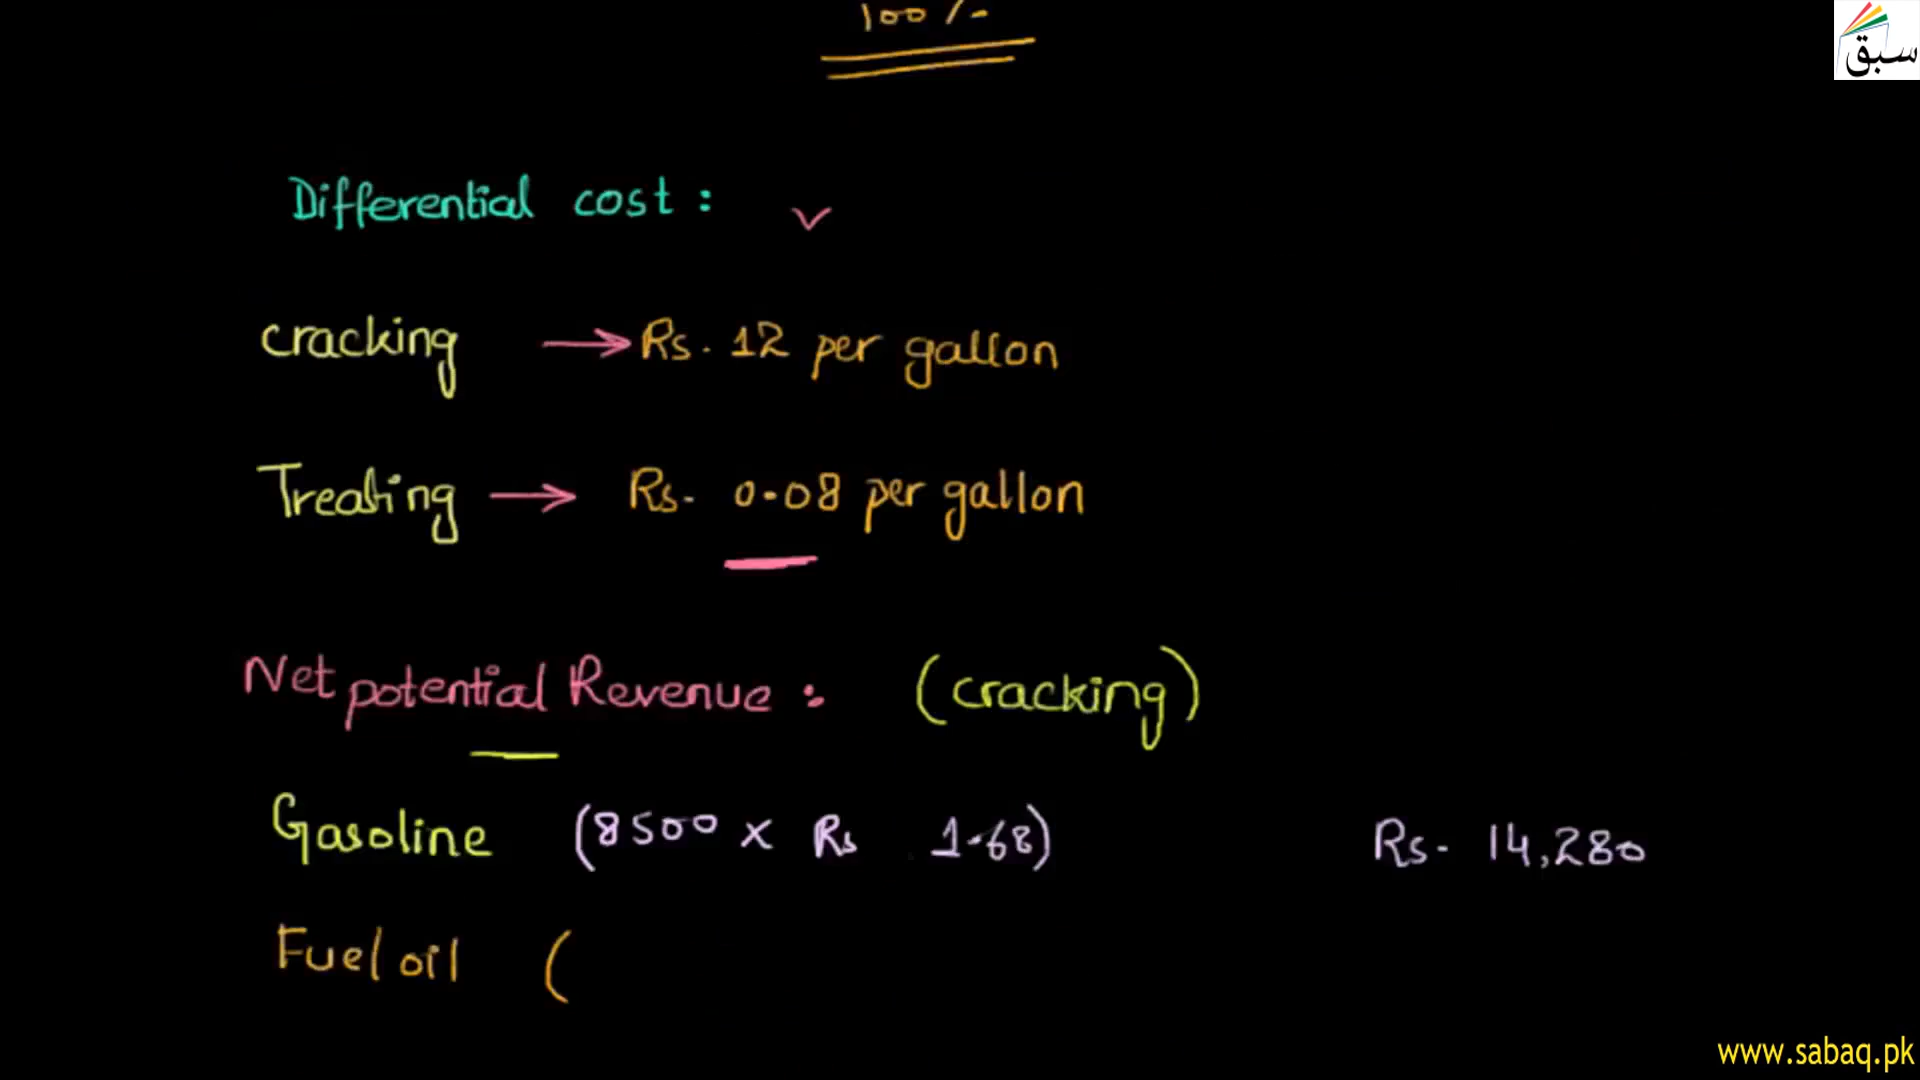 100%
سبق
Differential cost :
cracking → Rs. 12 per gallon
Treating → Rs. 0.08 per gallon
Net potential Revenue : (cracking)
Gasoline (8500 x Rs 1.68) Rs. 14,280
Fuel oil (
www.sabaq.pk